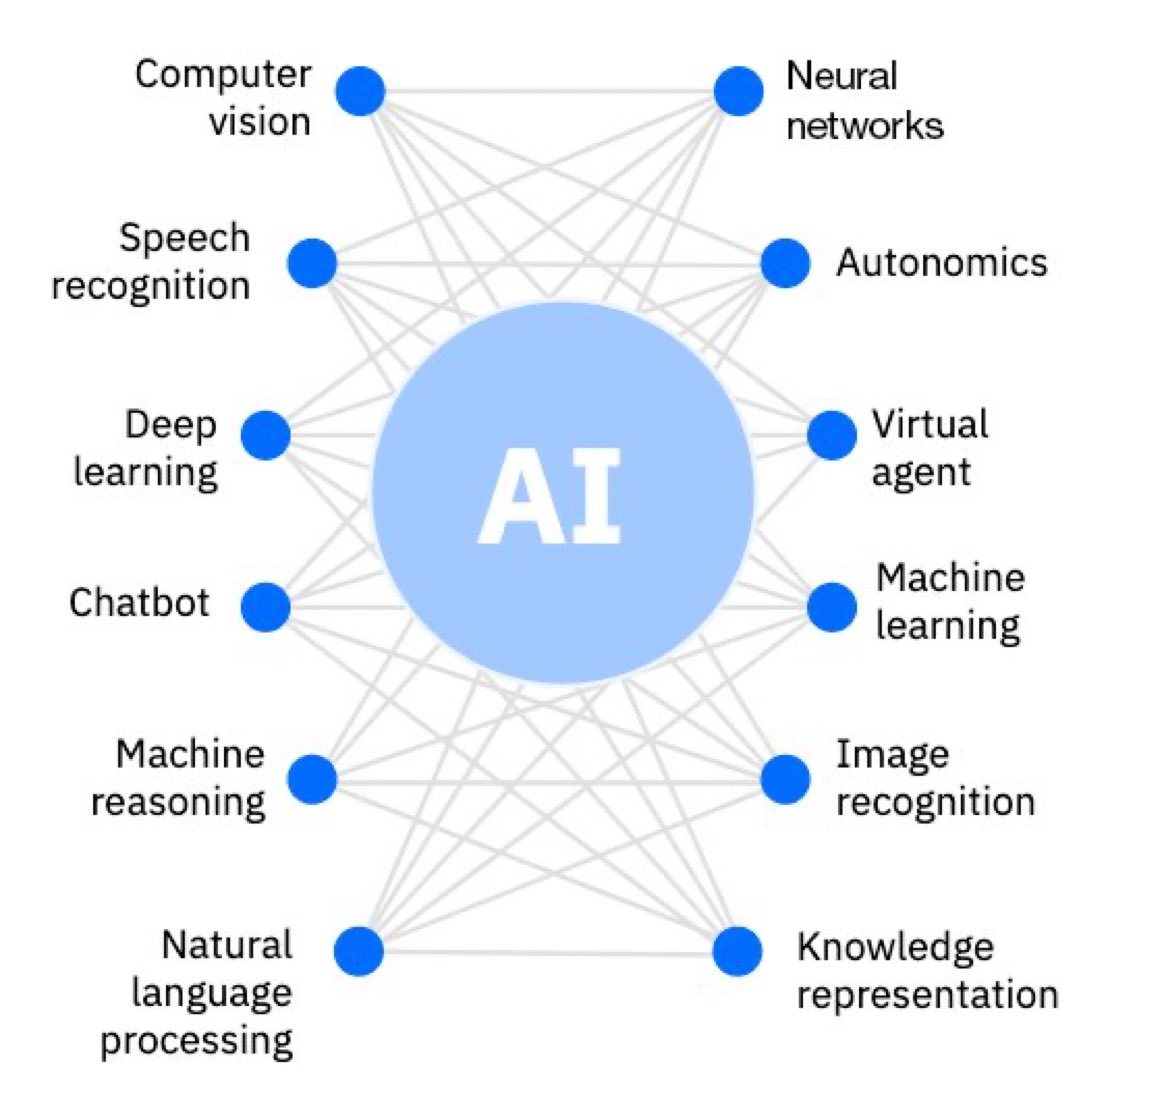 Computer
vision
Neural
networks
Speech
recognition
Autonomics
Deep
learning
Virtual
agent
AI
Chatbot
Machine
learning
Machine
reasoning
Image
recognition
Natural
language
processing
Knowledge
representation